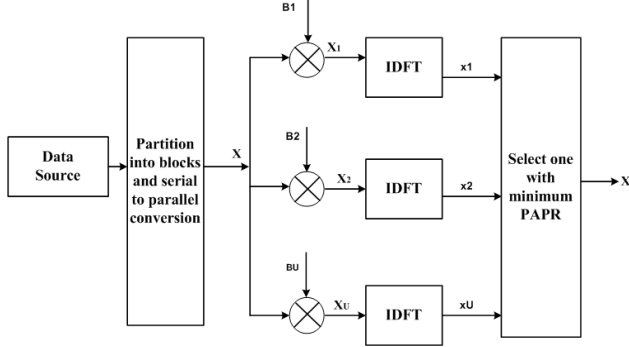 B1
X1
IDFT
x1
Data
Source
Partition
into blocks
and serial
to parallel
conversion
X
B2
X2
IDFT
x2
Select one
with
minimum
PAPR
X
BU
XU
IDFT
xU